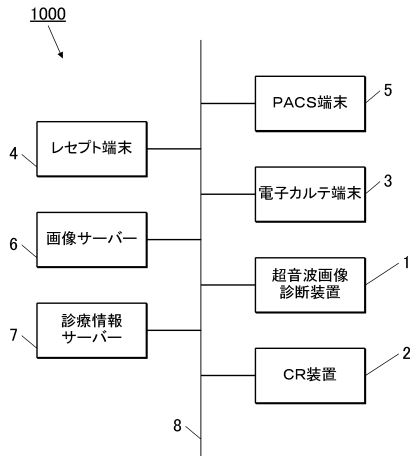 1000
PACS端末
5
レセプト端末
4
電子カルテ端末
3
画像サーバー
6
超音波画像
診断装置
1
診療情報
サーバー
7
CR装置
2
8